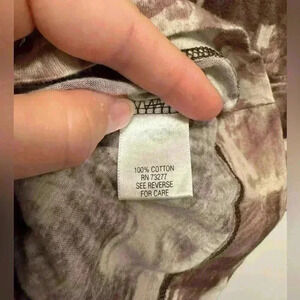 100% COTTON
RN 73277
SEE REVERSE
FOR CARE